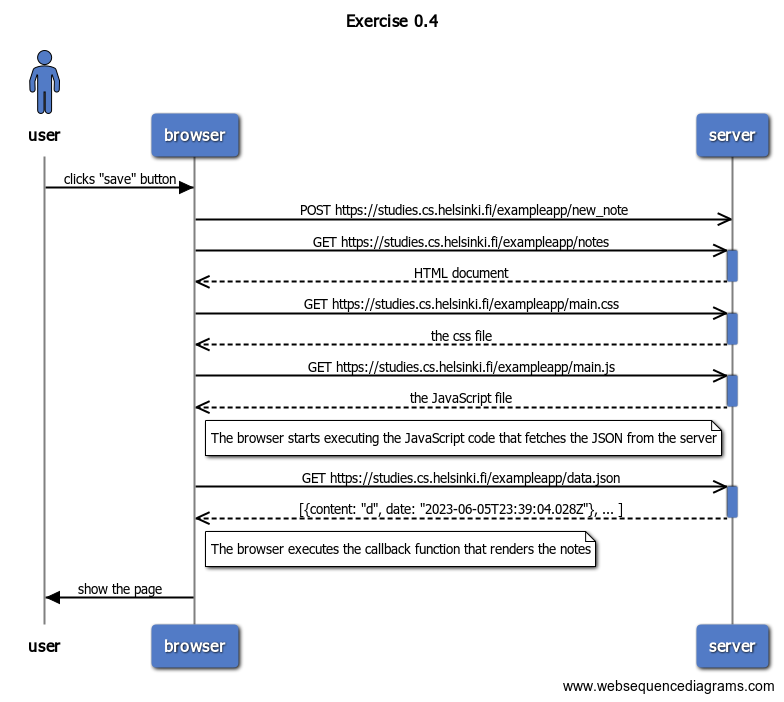 Exercise 0.4
user
browser
server
clicks "save" button
POST https://studies.cs.helsinki.fi/exampleapp/new_note
GET https://studies.cs.helsinki.fi/exampleapp/notes
HTML document
GET https://studies.cs.helsinki.fi/exampleapp/main.css
the css file
GET https://studies.cs.helsinki.fi/exampleapp/main.js
the JavaScript file
The browser starts executing the JavaScript code that fetches the JSON from the server
GET https://studies.cs.helsinki.fi/exampleapp/data.json
[{content: "d", date: "2023-06-05T23:39:04.028Z"}, ... ]
The browser executes the callback function that renders the notes
show the page
user
browser
server
www.websequencediagrams.com